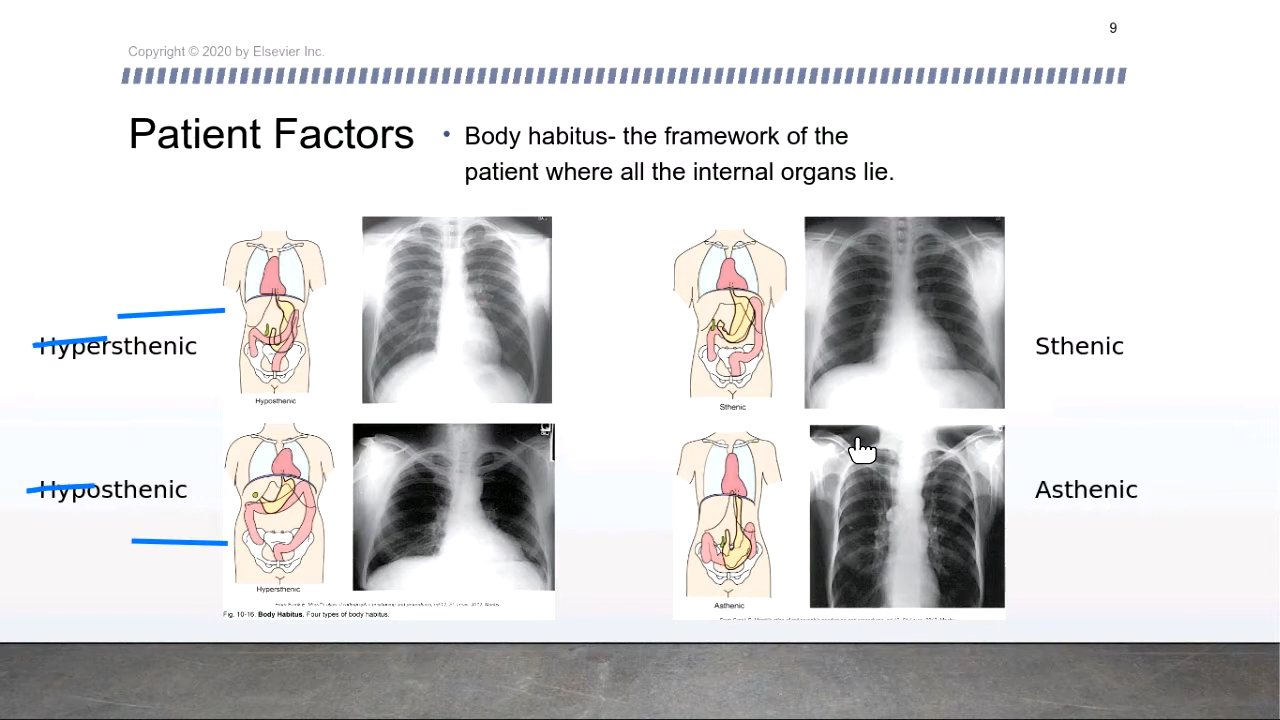 9
Copyright © 2020 by Elsevier Inc.
Patient Factors
• Body habitus- the framework of the
patient where all the internal organs lie.
Hypersthenic
Sthenic
Hyposthenic
Sthenic
Hyposthenic
Asthenic
Hypersthenic
Asthenic
Fig. 10-16. Body Habitus. Four types of body habitus.